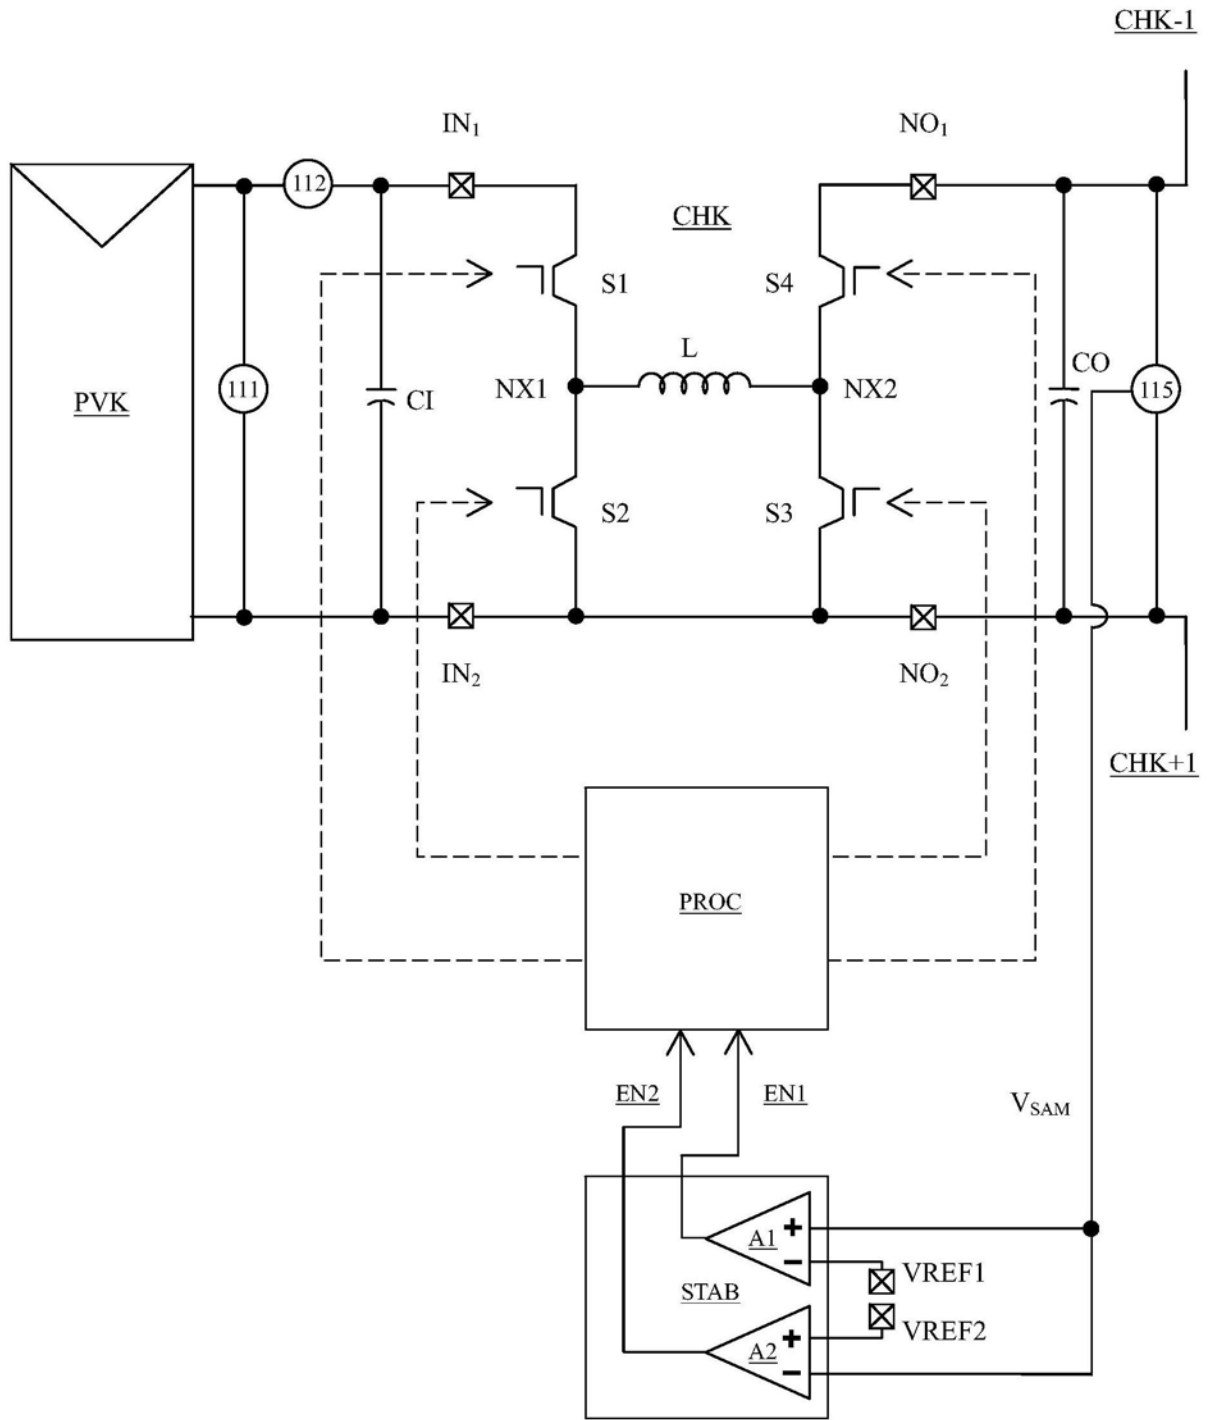 CHK-1
IN₁
NO₁
112
CHK
S1
S4
L
CO
PVK
111
CI
NX1
NX2
115
S2
S3
IN₂
NO₂
CHK+1
PROC
EN2
EN1
V_SAM
+
A1
−
VREF1
STAB
VREF2
+
A2
−